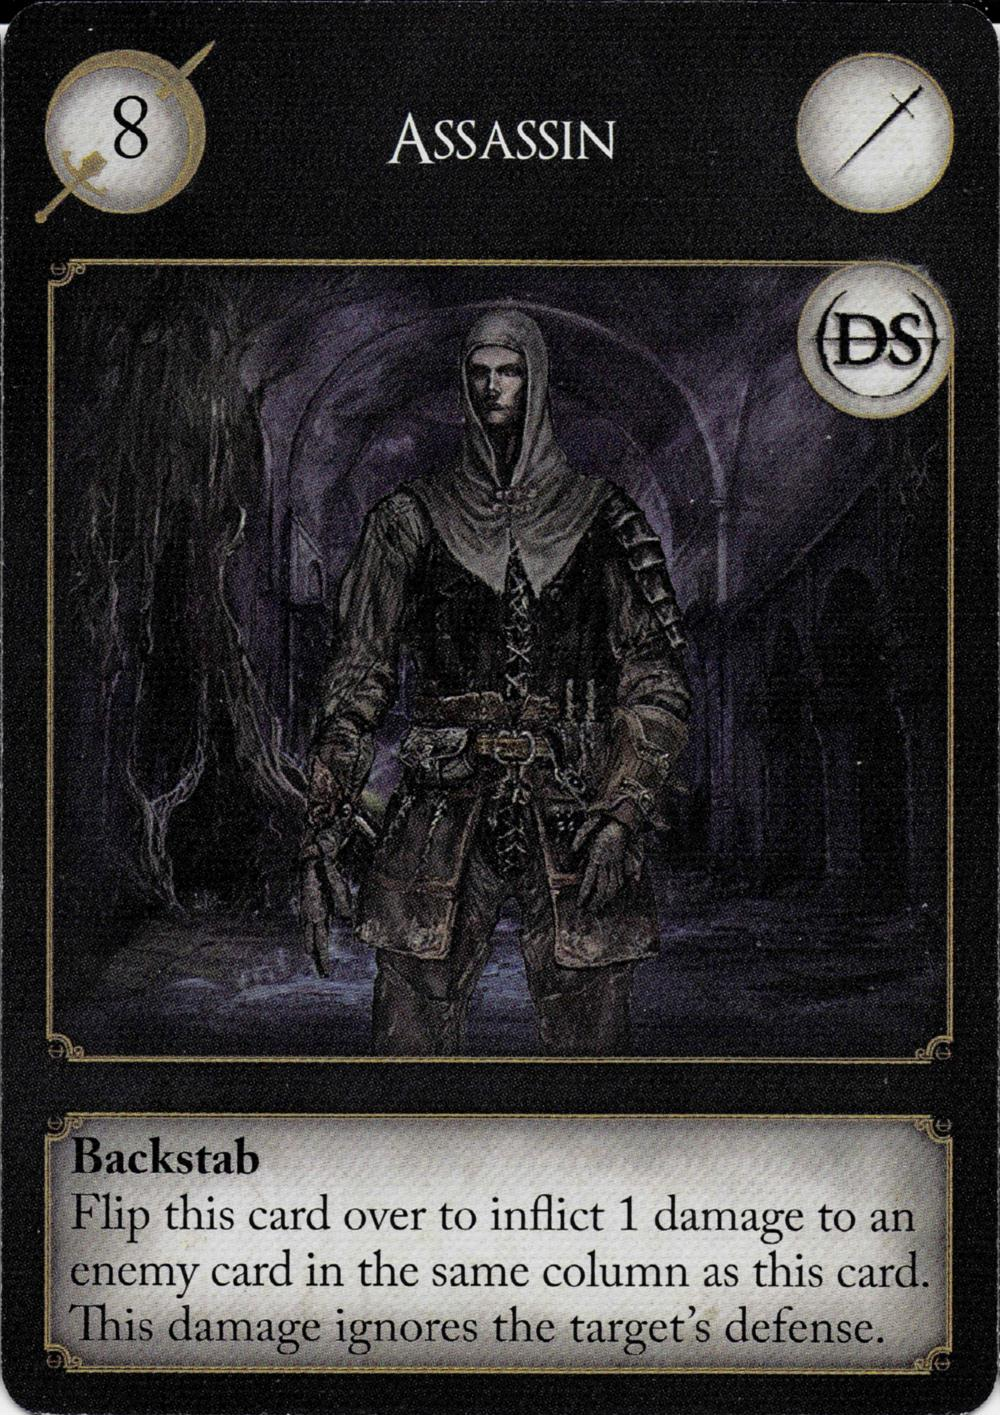 8
Assassin
DS
Backstab
Flip this card over to inflict 1 damage to an
enemy card in the same column as this card.
This damage ignores the target's defense.